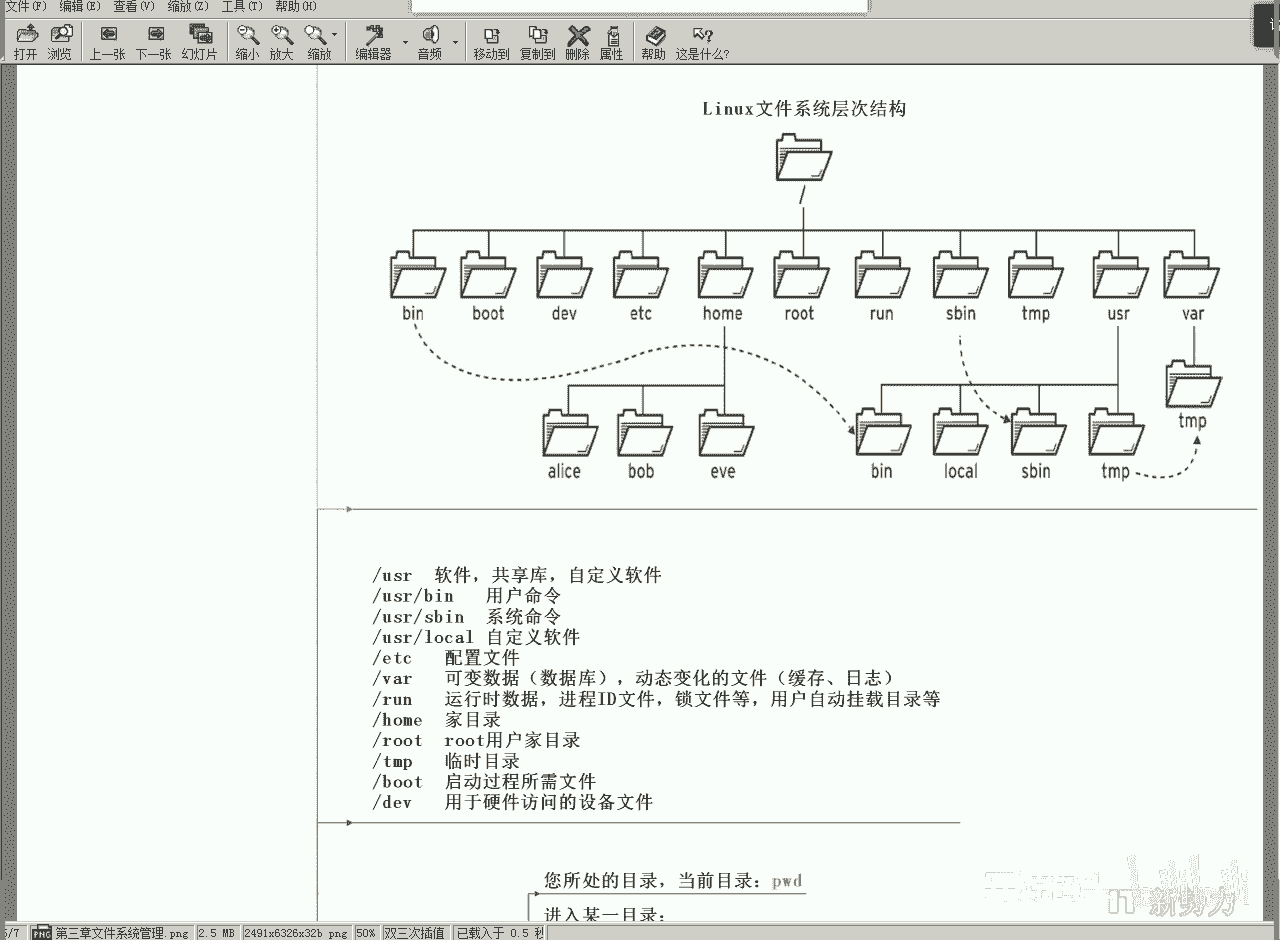 文件(F) 编辑(E) 查看(V) 缩放(Z) 工具(T) 帮助(H)
打开 浏览 上一张 下一张 幻灯片 缩小 放大 缩放 编辑器 音频 移动到 复制到 删除 属性 帮助 这是什么?
Linux文件系统层次结构
/
bin boot dev etc home root run sbin tmp usr var
tmp
alice bob eve bin local sbin tmp
/usr 软件，共享库，自定义软件
/usr/bin 用户命令
/usr/sbin 系统命令
/usr/local 自定义软件
/etc 配置文件
/var 可变数据（数据库），动态变化的文件（缓存、日志）
/run 运行时数据，进程ID文件，锁文件等，用户自动挂载目录等
/home 家目录
/root root用户家目录
/tmp 临时目录
/boot 启动过程所需文件
/dev 用于硬件访问的设备文件
您所处的目录，当前目录：pwd
进入某一目录：
IT 新势力
5/7 PNG 第三章文件系统管理.png 2.5 MB 2491x6326x32b png 50% 双三次插值 已载入于 0.5 秒